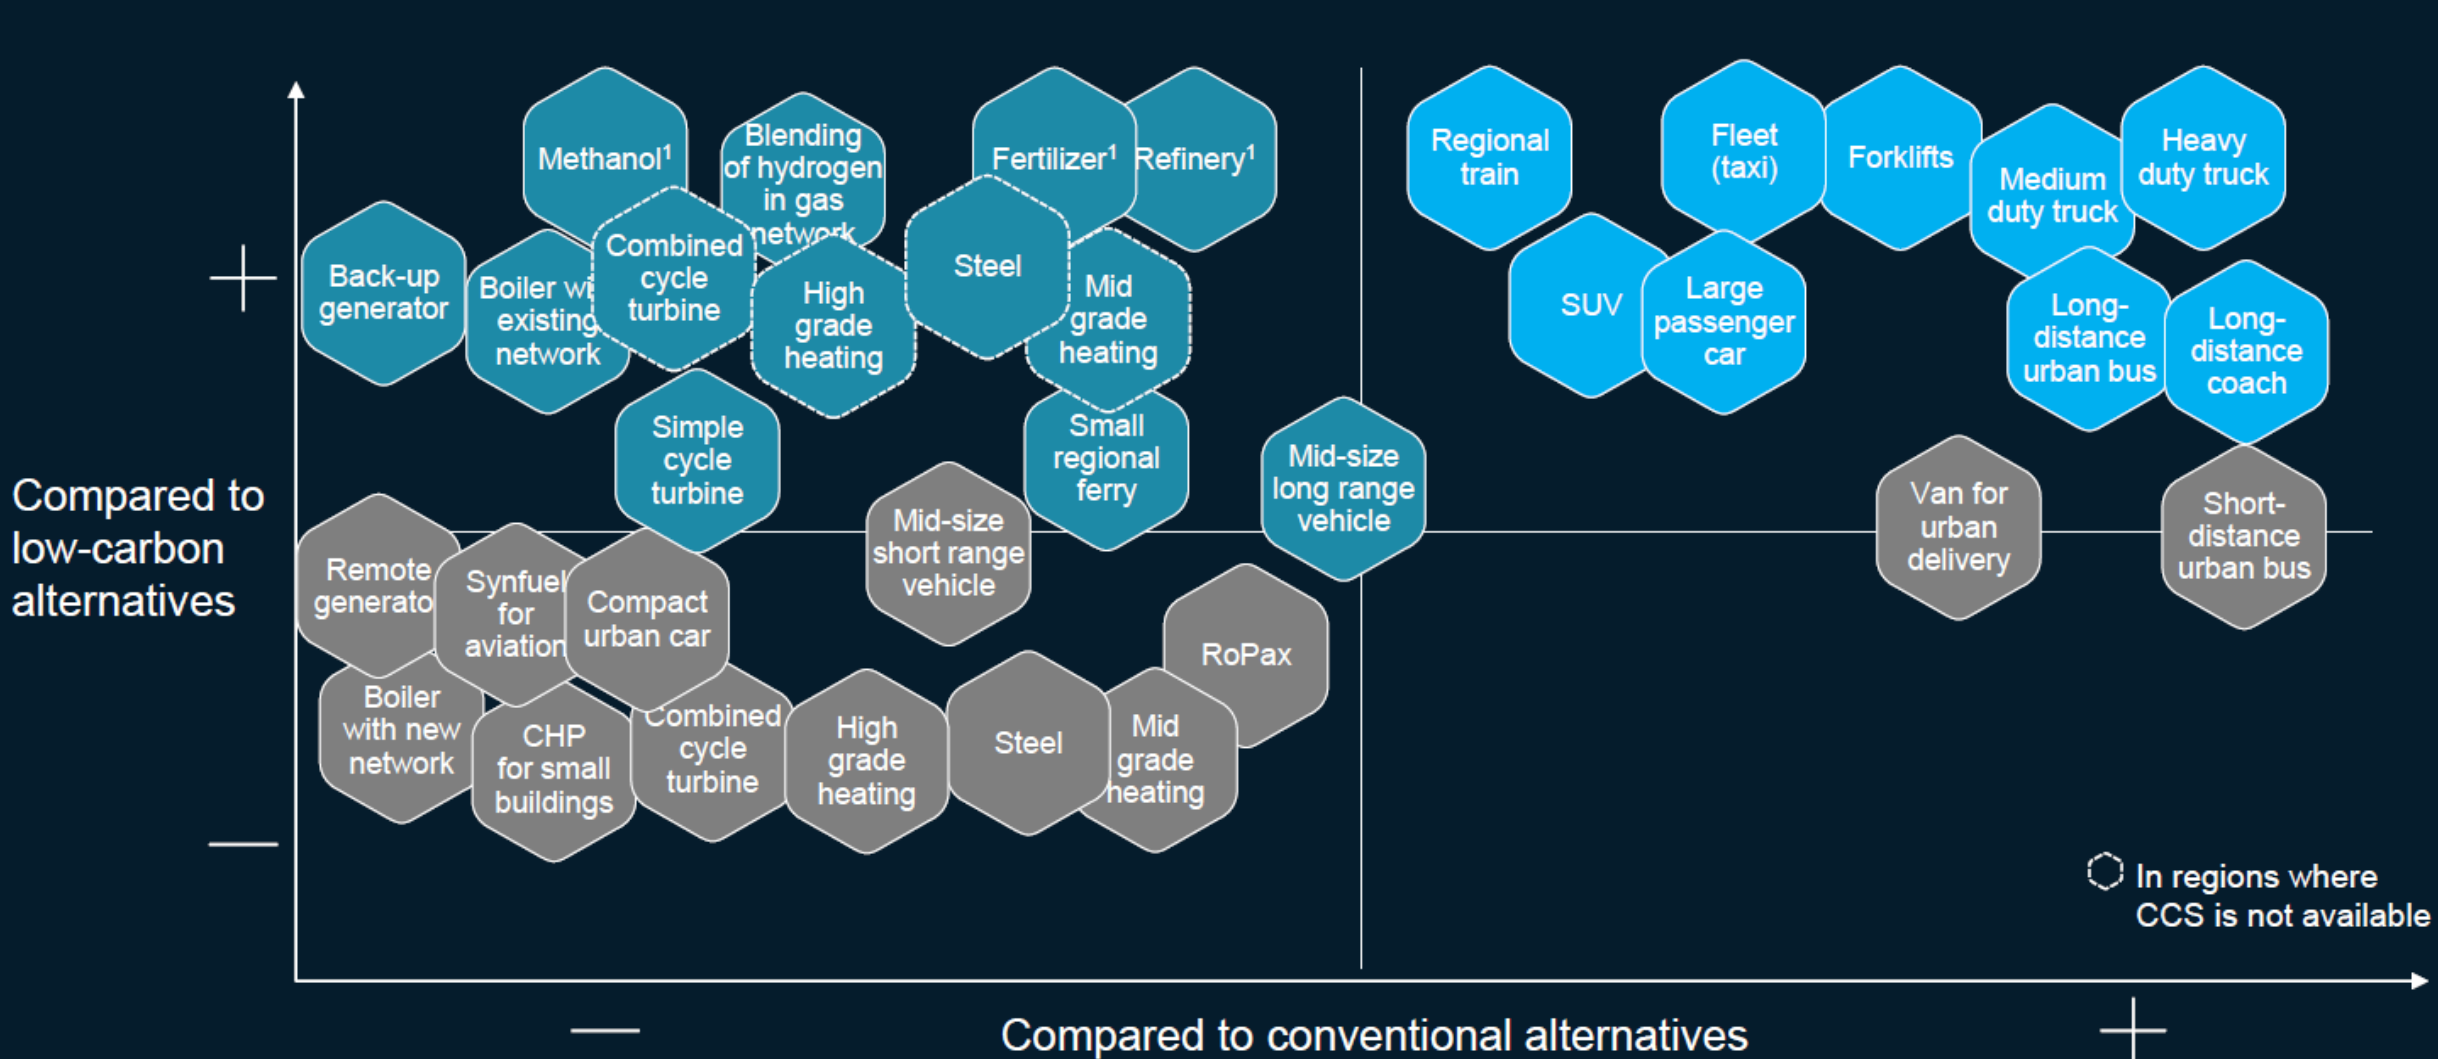 Methanol¹
Blending
of hydrogen
in gas
network
Fertilizer¹
Refinery¹
Regional
train
Fleet
(taxi)
Forklifts
Medium
duty truck
Heavy
duty truck
Back-up
generator
Boiler wi
existing
network
Combined
cycle
turbine
High
grade
heating
Steel
Mid
grade
heating
SUV
Large
passenger
car
Long-
distance
urban bus
Long-
distance
coach
Simple
cycle
turbine
Small
regional
ferry
Mid-size
long range
vehicle
Mid-size
short range
vehicle
Van for
urban
delivery
Short-
distance
urban bus
Compared to
low-carbon
alternatives
Remote
generato
Synfuel
for
aviation
Compact
urban car
RoPax
Boiler
with new
network
CHP
for small
buildings
Combined
cycle
turbine
High
grade
heating
Steel
Mid
grade
heating
In regions where
CCS is not available
Compared to conventional alternatives